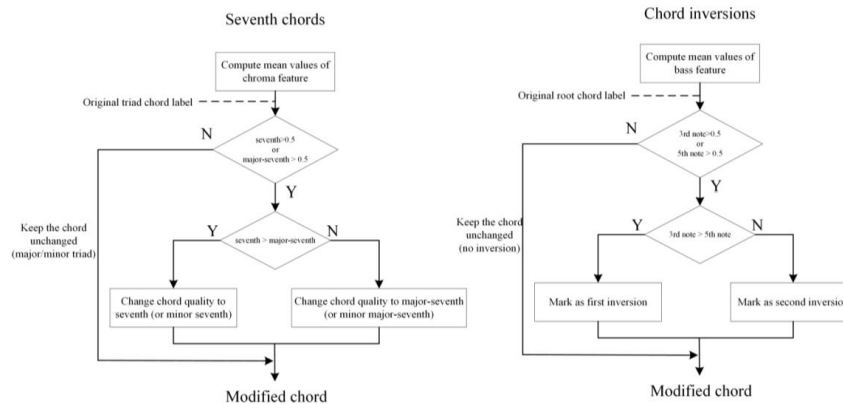 Seventh chords
Compute mean values of
chroma feature
Original triad chord label
N
seventh>0.5
or
major-seventh > 0.5
Y
Keep the chord
unchanged
(major/minor triad)
Y
seventh > major-seventh
N
Change chord quality to
seventh (or minor seventh)
Change chord quality to major-seventh
(or minor major-seventh)
Modified chord
Chord inversions
Compute mean values of
bass feature
Original root chord label
N
3rd note>0.5
or
5th note > 0.5
Y
Keep the chord
unchanged
(no inversion)
Y
3rd note > 5th note
N
Mark as first inversion
Mark as second inversio
Modified chord